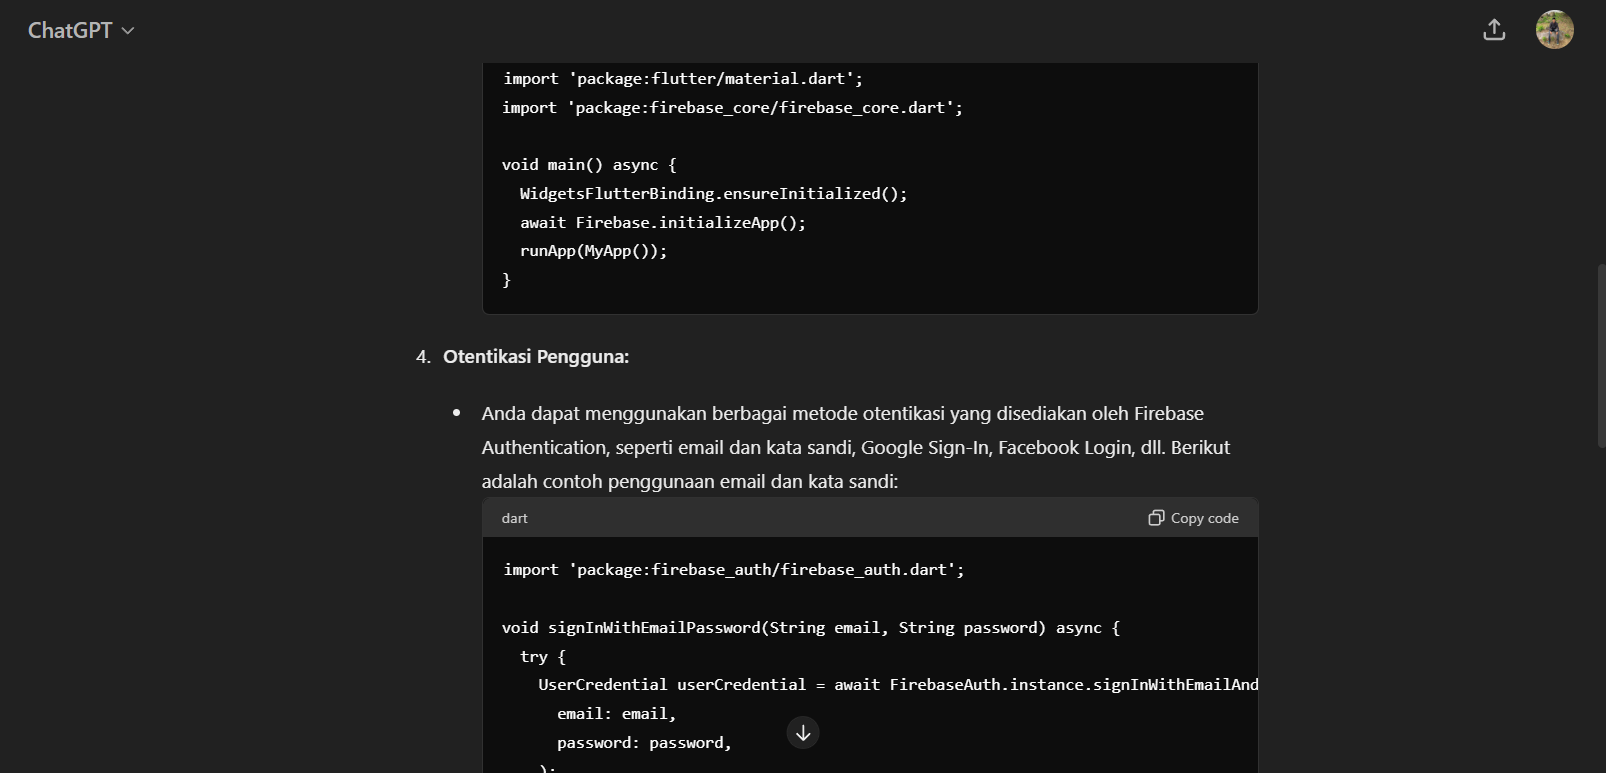 ChatGPT
import 'package:flutter/material.dart';
import 'package:firebase_core/firebase_core.dart';
void main() async {
  WidgetsFlutterBinding.ensureInitialized();
  await Firebase.initializeApp();
  runApp(MyApp());
}
4. Otentikasi Pengguna:
• Anda dapat menggunakan berbagai metode otentikasi yang disediakan oleh Firebase
Authentication, seperti email dan kata sandi, Google Sign-In, Facebook Login, dll. Berikut
adalah contoh penggunaan email dan kata sandi:
dart Copy code
import 'package:firebase_auth/firebase_auth.dart';
void signInWithEmailPassword(String email, String password) async {
  try {
    UserCredential userCredential = await FirebaseAuth.instance.signInWithEmailAnd
      email: email,
      password: password,
    );